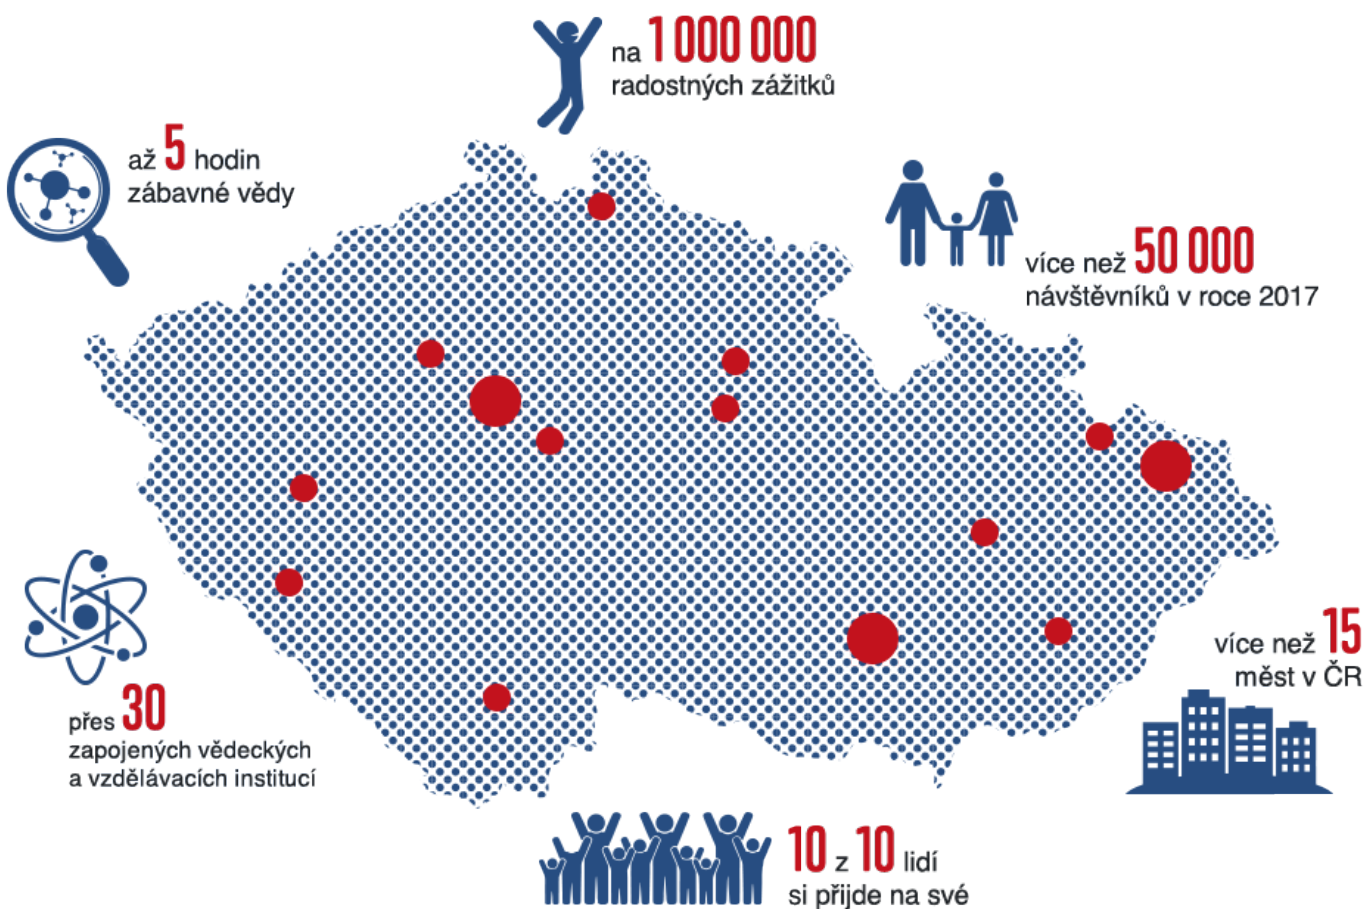 na 1 000 000
radostných zážitků
až 5 hodin
zábavné vědy
více než 50 000
návštěvníků v roce 2017
více než 15
měst v ČR
přes 30
zapojených vědeckých
a vzdělávacích institucí
10 z 10 lidí
si přijde na své